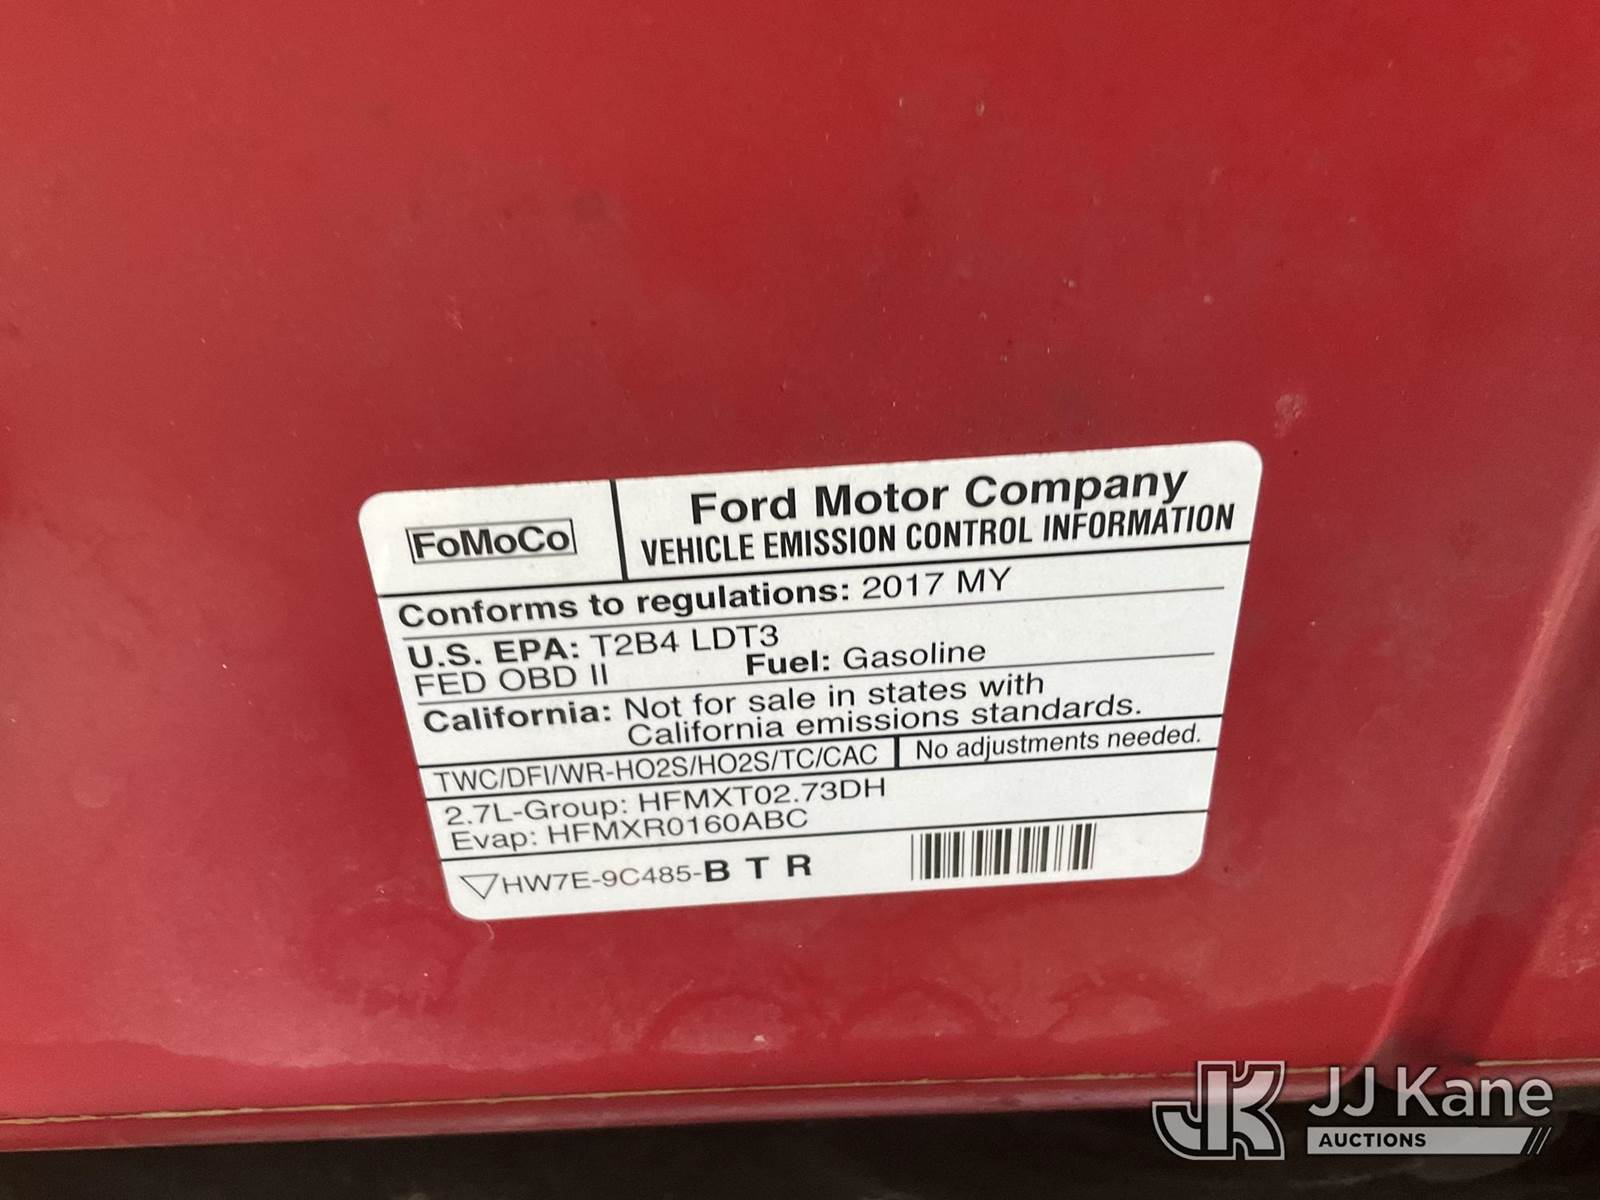 FoMoCo
Ford Motor Company
VEHICLE EMISSION CONTROL INFORMATION
Conforms to regulations: 2017 MY
U.S. EPA: T2B4 LDT3
FED OBD II Fuel: Gasoline
California: Not for sale in states with
California emissions standards.
TWC/DFI/WR-HO2S/HO2S/TC/CAC No adjustments needed.
2.7L-Group: HFMXT02.73DH
Evap: HFMXR0160ABC
HW7E-9C485-B T R
JK JJ Kane
AUCTIONS